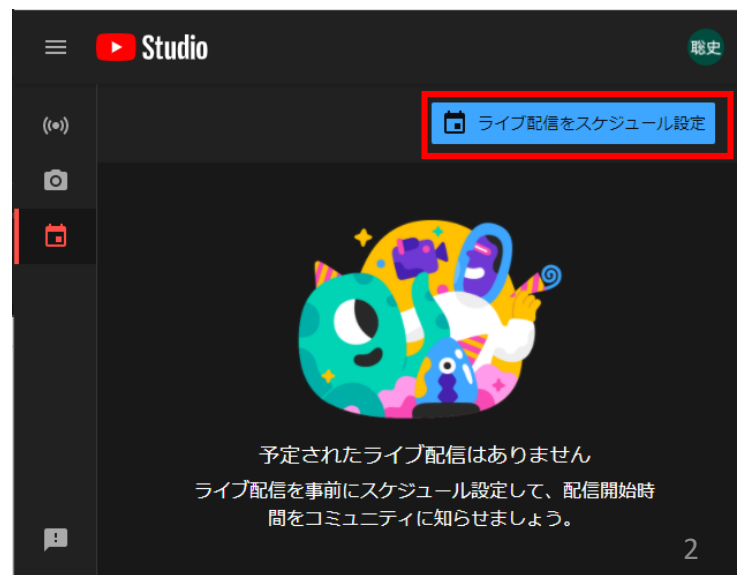 Studio
聡史
ライブ配信をスケジュール設定
予定されたライブ配信はありません
ライブ配信を事前にスケジュール設定して、配信開始時
間をコミュニティに知らせましょう。
2